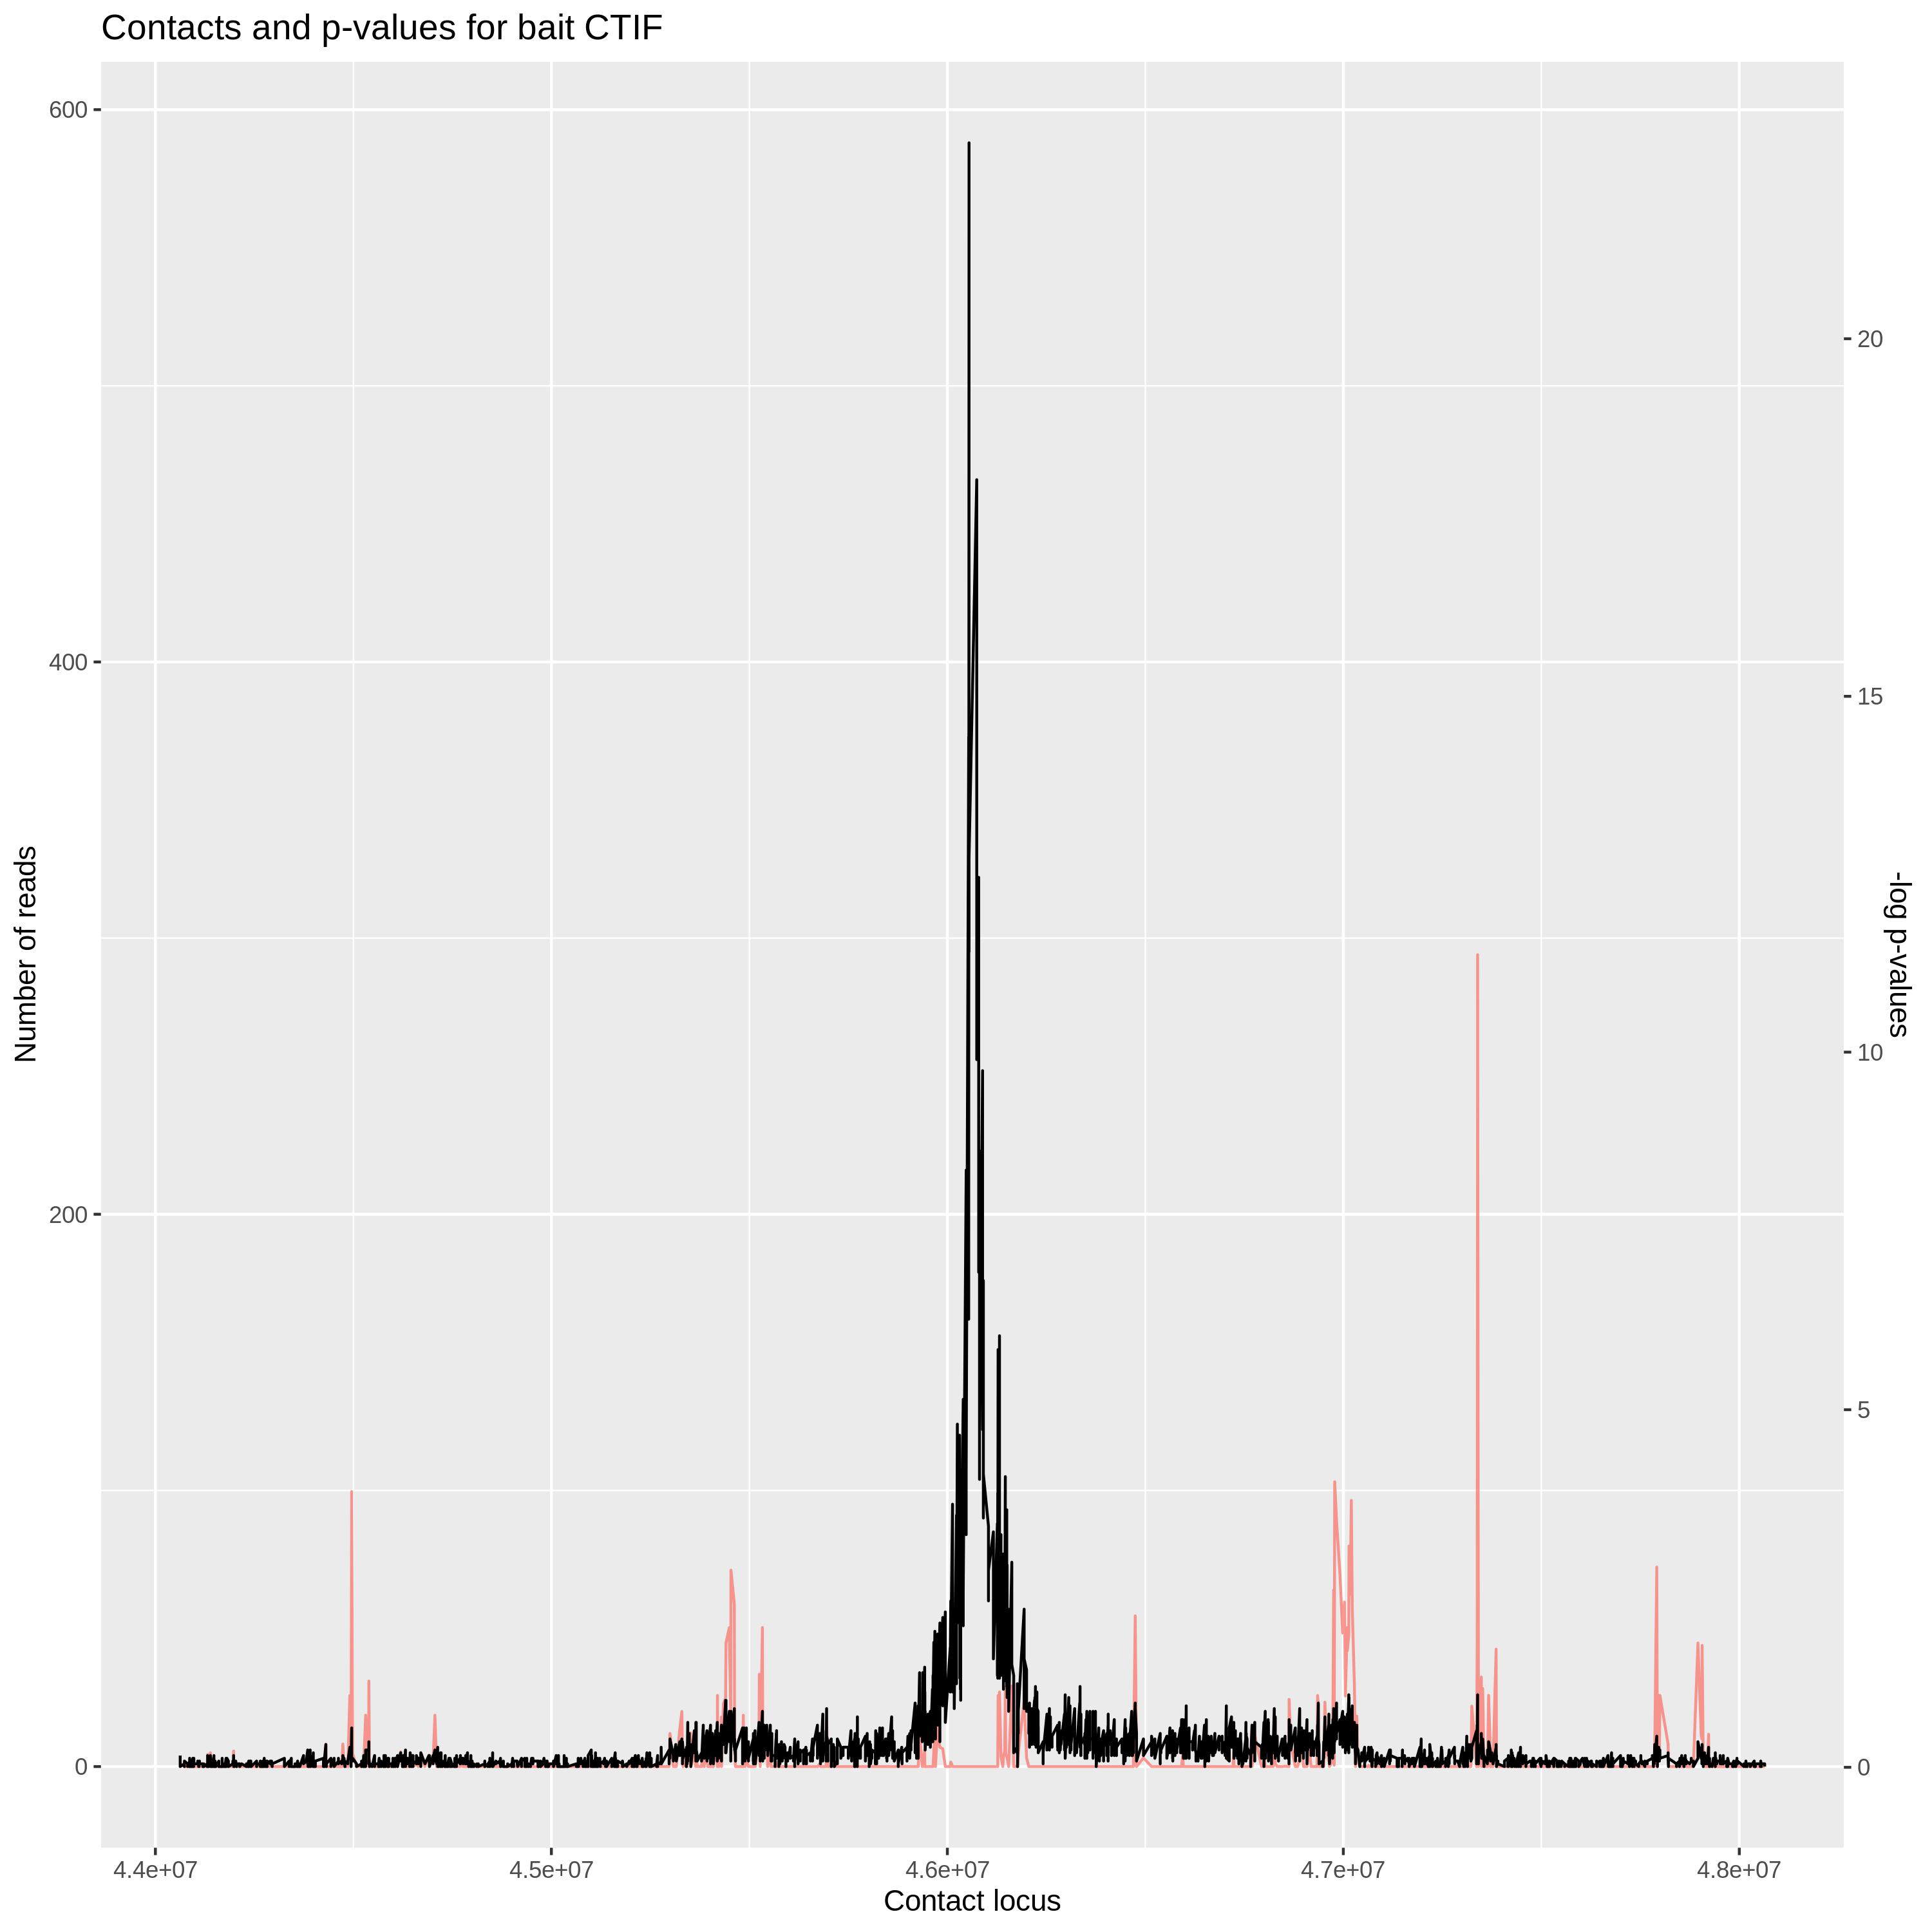 Contacts and p-values for bait CTIF
600
400
200
0
Number of reads
20
15
10
5
0
-log p-values
4.4e+07
4.5e+07
4.6e+07
4.7e+07
4.8e+07
Contact locus